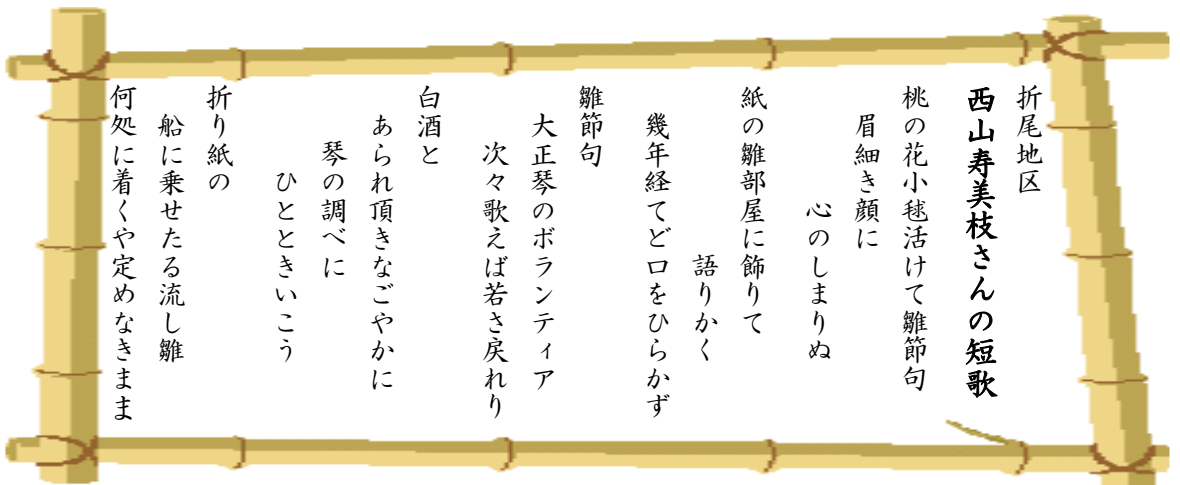 折尾地区
西山寿美枝さんの短歌
桃の花小毬活けて雛節句
眉細き顔に
心のしまりぬ
紙の雛部屋に飾りて
語りかく
幾年経てど口をひらかず
雛節句
大正琴のボランティア
次々歌えば若さ戻れり
白酒と
あられ頂きなごやかに
琴の調べに
ひとときいこう
折り紙の
船に乗せたる流し雛
何処に着くや定めなきまま